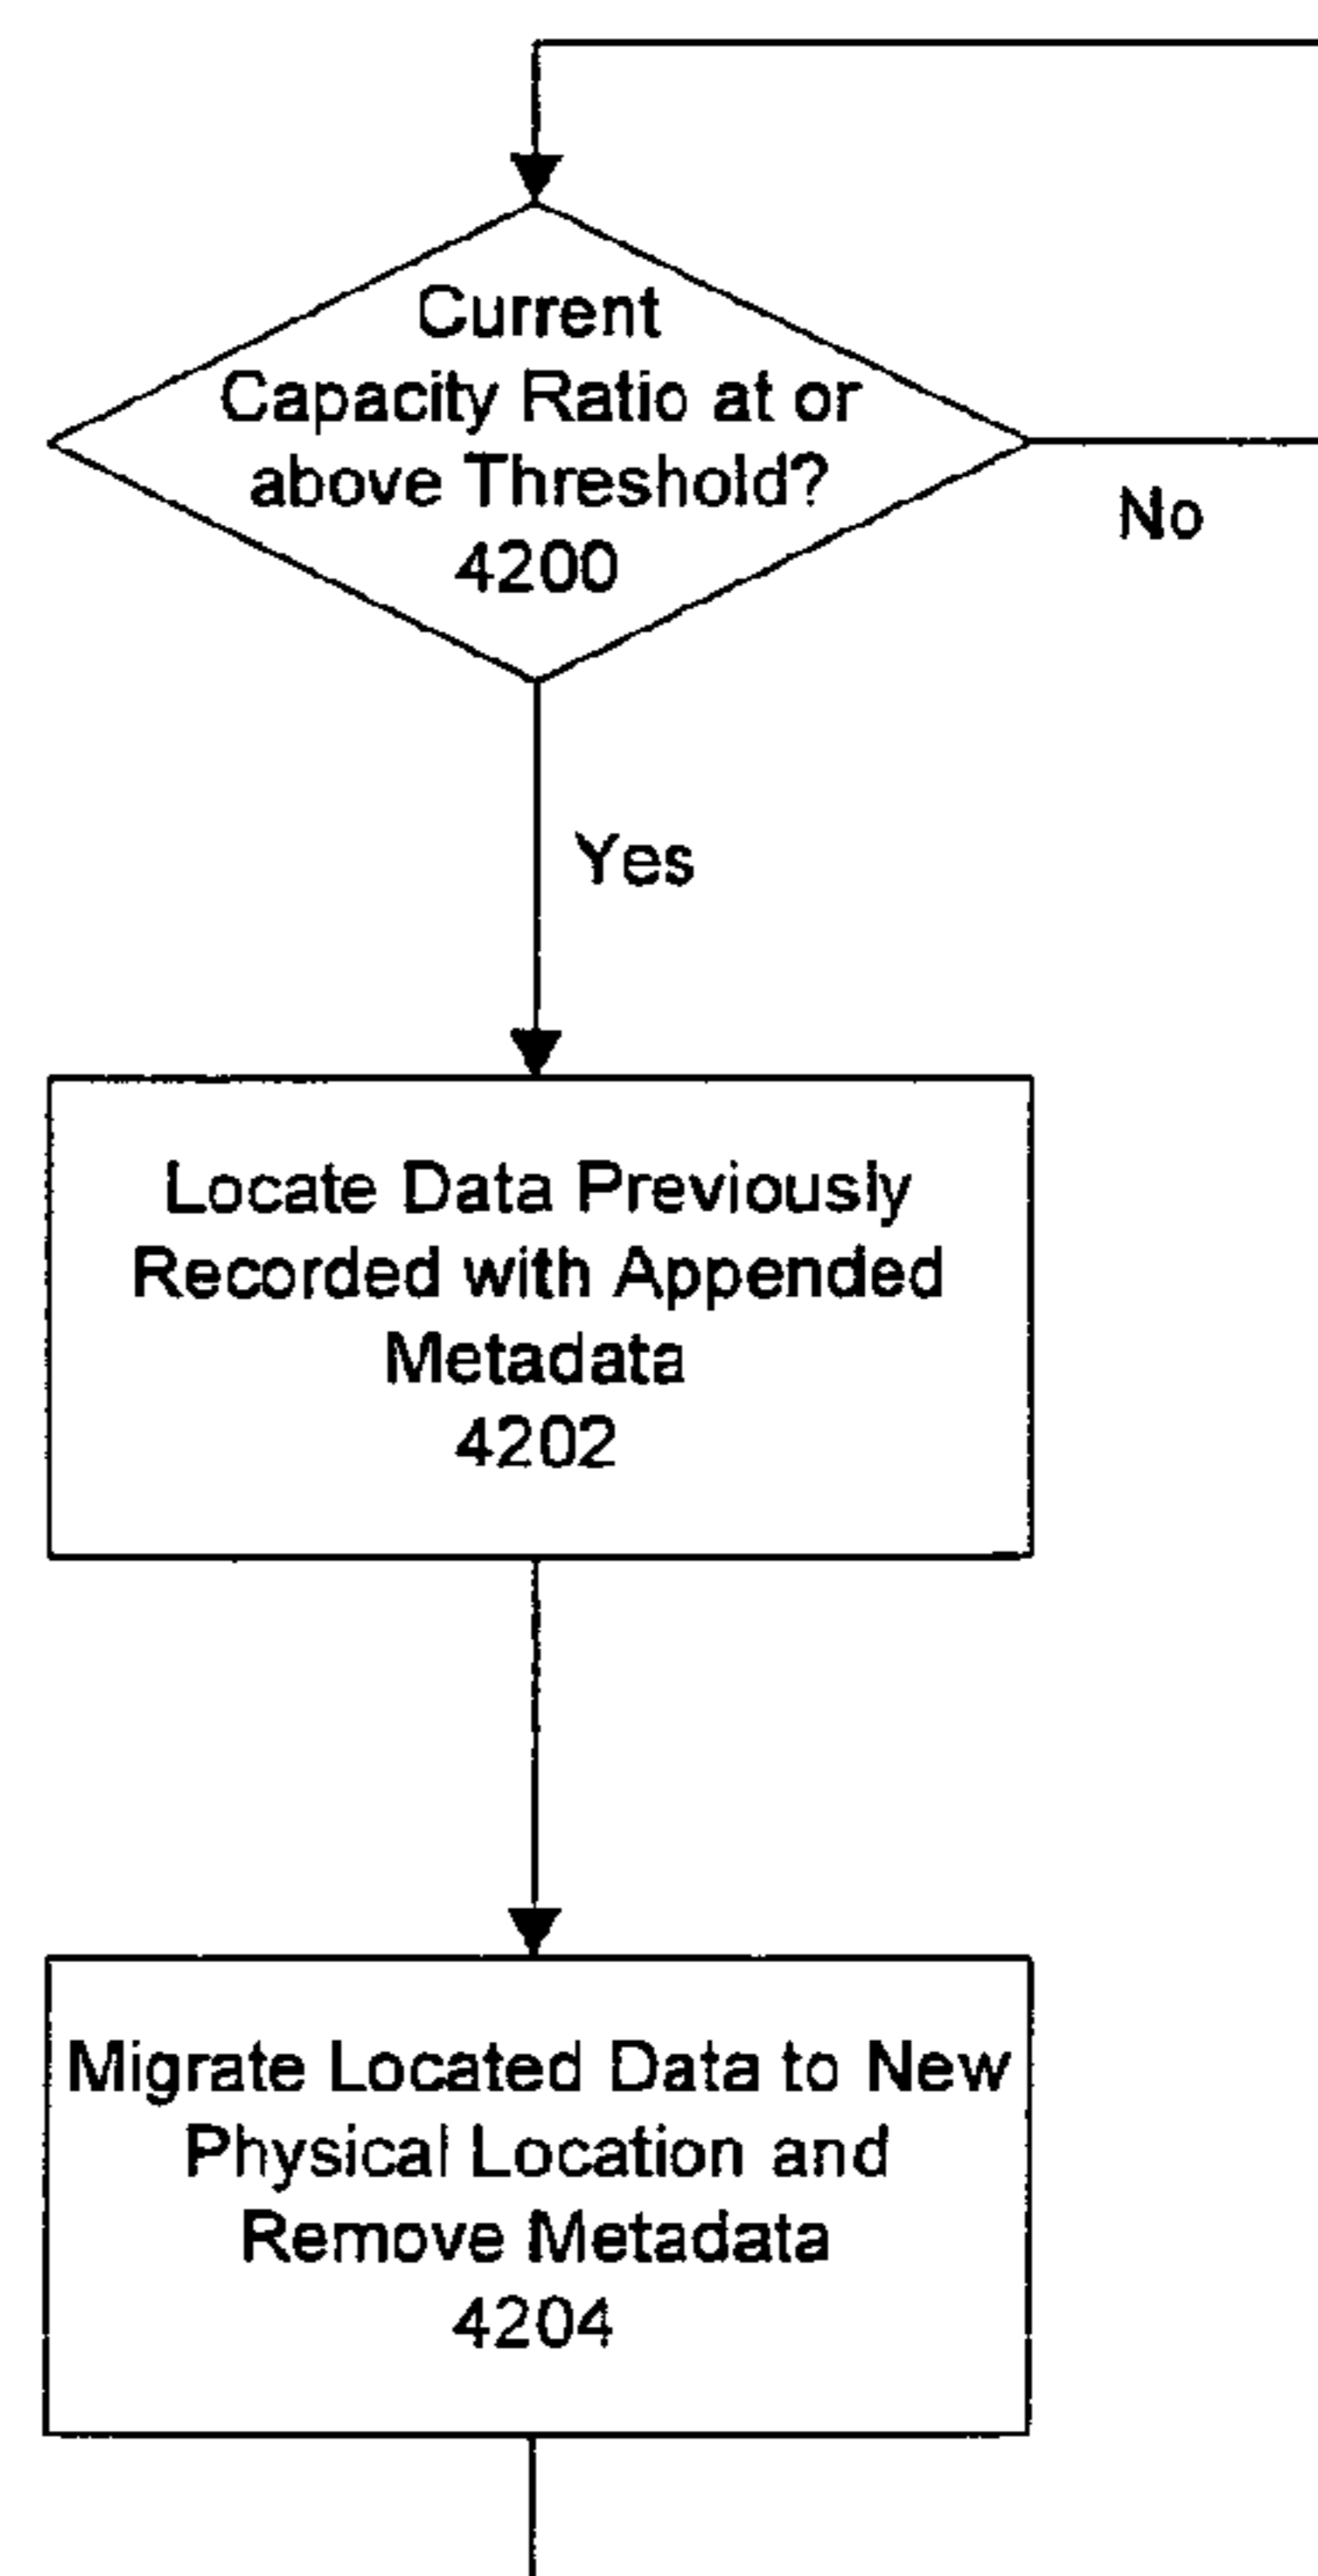 Current
Capacity Ratio at or
above Threshold?
4200
No
Yes
Locate Data Previously
Recorded with Appended
Metadata
4202
Migrate Located Data to New
Physical Location and
Remove Metadata
4204